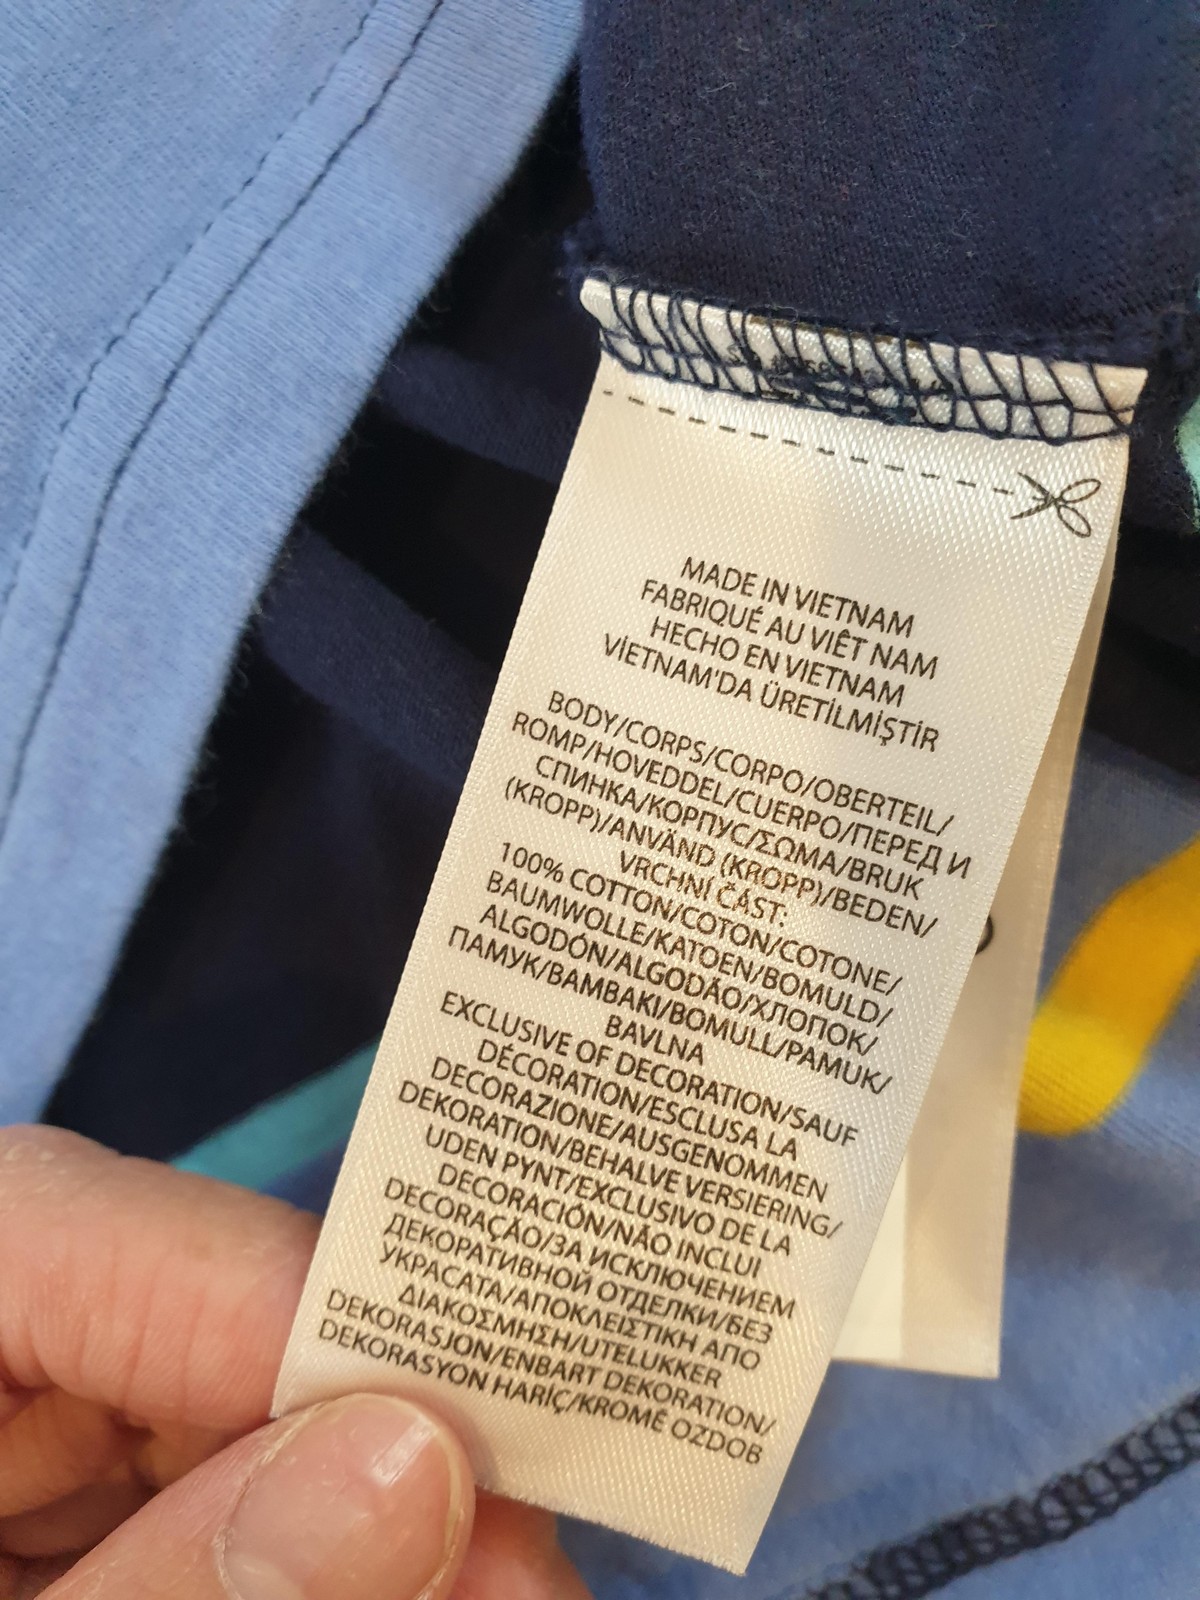 MADE IN VIETNAM
FABRIQUÉ AU VIÊT NAM
HECHO EN VIETNAM
VİETNAM'DA ÜRETİLMİŞTİR
BODY/CORPS/CORPO/OBERTEIL/
ROMP/HOVEDDEL/CUERPO/ПЕРЕД И
СПИНКА/КОРПУС/ΣΩΜΑ/BRUK
(KROPP)/ANVÄND (KROPP)/BEDEN/
VRCHNÍ ČÁST:
100% COTTON/COTON/COTONE/
BAUMWOLLE/KATOEN/BOMULD/
ALGODÓN/ALGODÃO/ХЛОПОК/
ПАМУК/ΒΑΜΒΑΚΙ/BOMULL/PAMUK/
BAVLNA
EXCLUSIVE OF DECORATION/SAUF
DÉCORATION/ESCLUSA LA
DECORAZIONE/AUSGENOMMEN
DEKORATION/BEHALVE VERSIERING/
UDEN PYNT/EXCLUSIVO DE LA
DECORACIÓN/NÃO INCLUI
DECORAÇÃO/ЗА ИСКЛЮЧЕНИЕМ
ДЕКОРАТИВНОЙ ОТДЕЛКИ/БЕЗ
УКРАСАТА/ΑΠΟΚΛΕΙΣΤΙΚΗ ΑΠΟ
ΔΙΑΚΟΣΜΗΣΗ/UTELUKKER
DEKORASJON/ENBART DEKORATION/
DEKORASYON HARİÇ/KROMĚ OZDOB